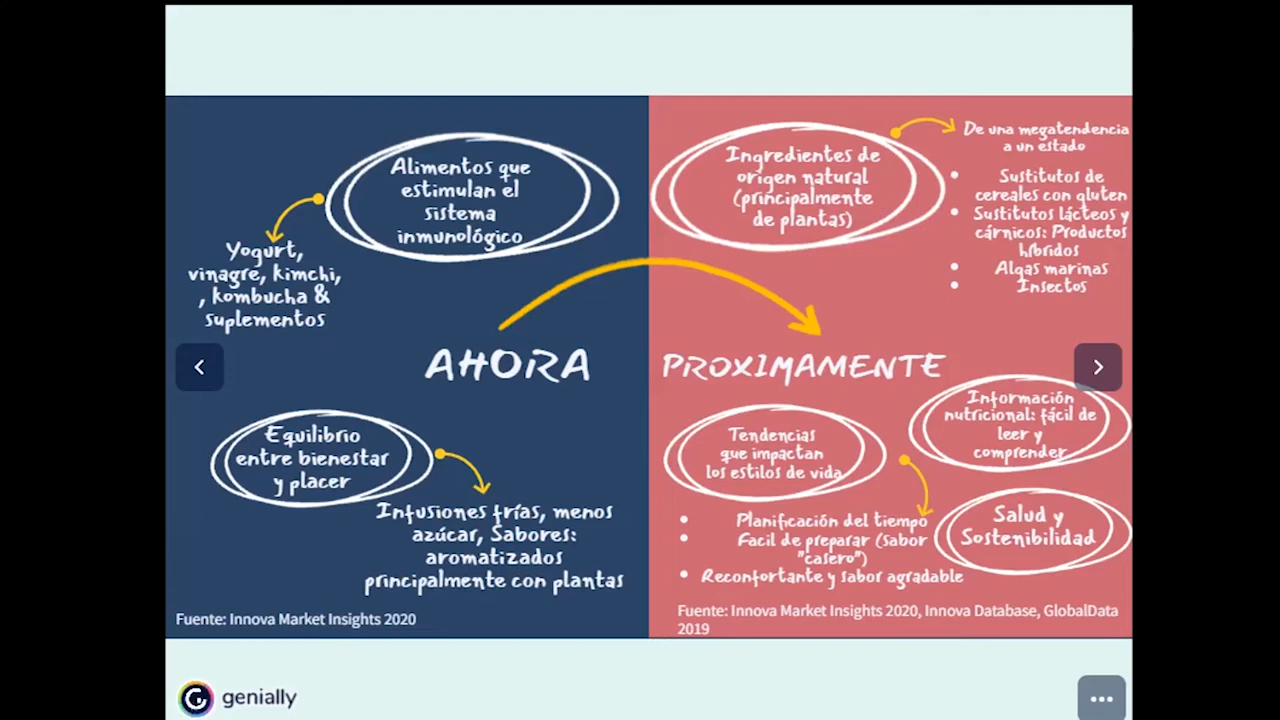 Alimentos que
estimulan el
sistema
inmunológico
Yogurt,
vinagre, kimchi,
, kombucha &
suplementos
AHORA
Equilibrio
entre bienestar
y placer
Infusiones frías, menos
azúcar, Sabores:
aromatizados
principalmente con plantas
Fuente: Innova Market Insights 2020
Ingredientes de
origen natural
(principalmente
de plantas)
De una megatendencia
a un estado
• Sustitutos de
cereales con gluten
• Sustitutos lácteos y
cárnicos: Productos
híbridos
• Algas marinas
• Insectos
PROXIMAMENTE
Información
nutricional: fácil de
leer y
comprender
Tendencias
que impactan
los estilos de vida
Salud y
Sostenibilidad
• Planificación del tiempo
• Facil de preparar (sabor
"casero")
• Reconfortante y sabor agradable
Fuente: Innova Market Insights 2020, Innova Database, GlobalData
2019
genially